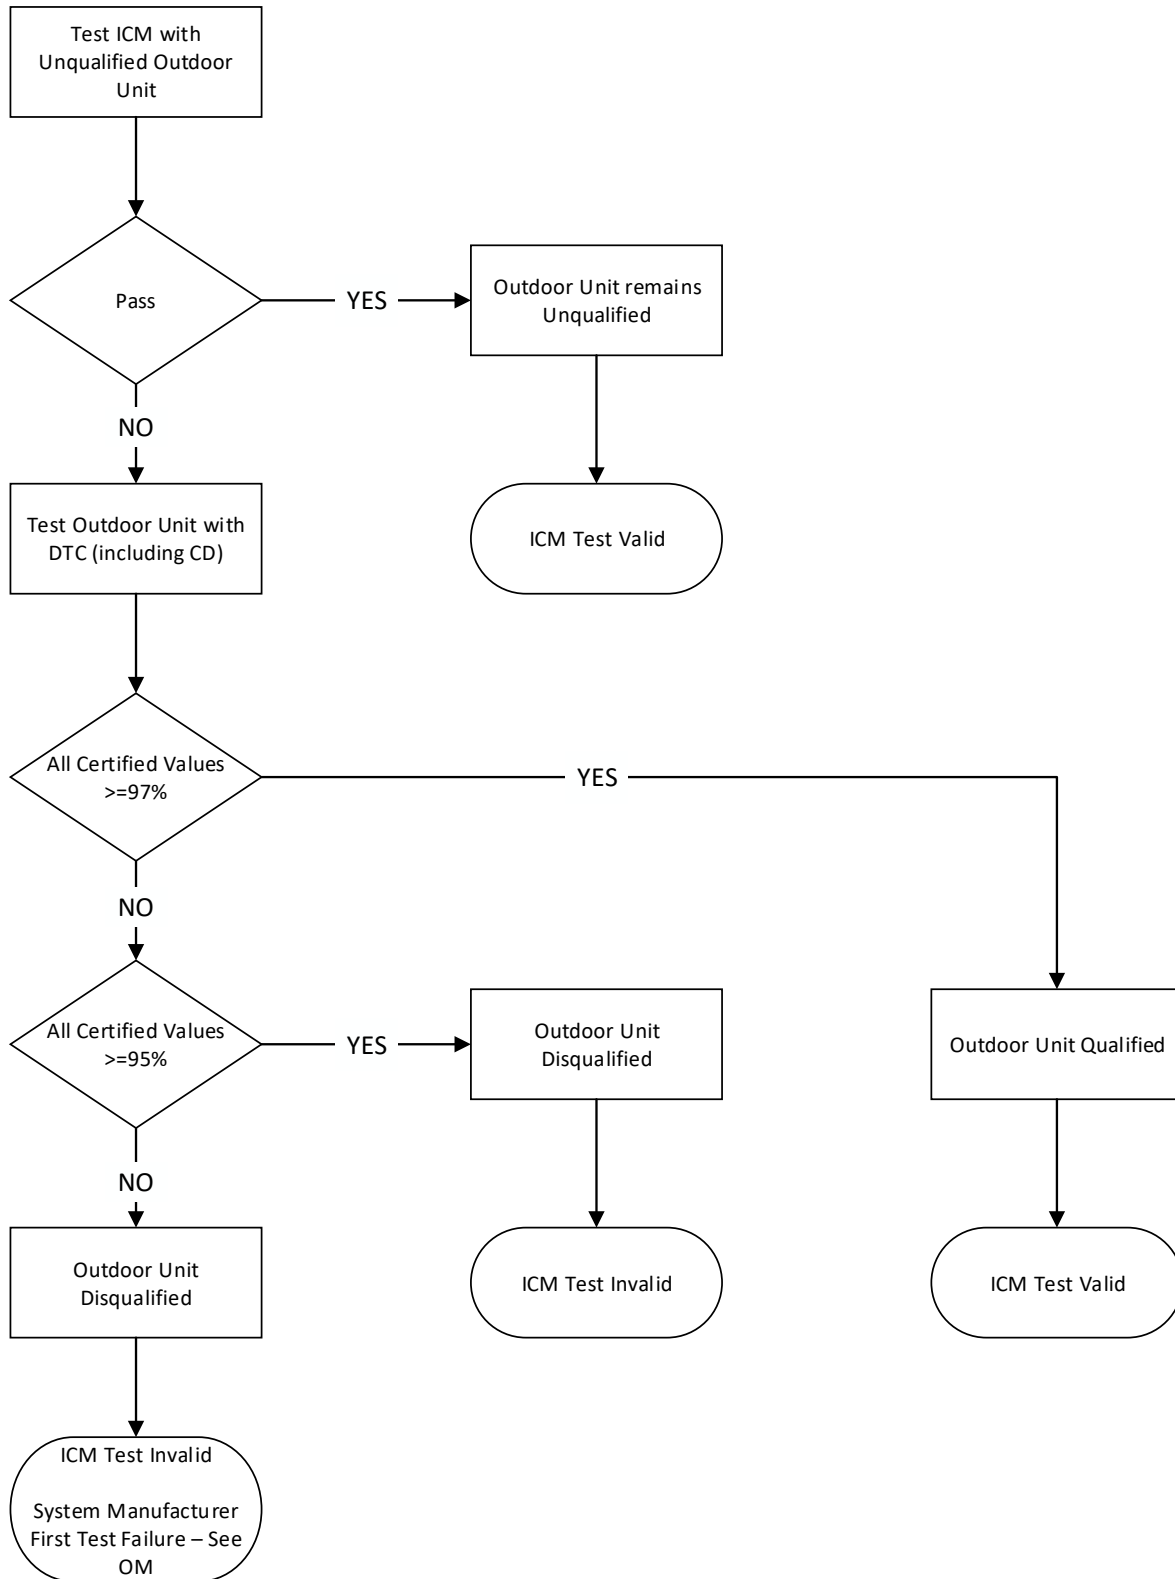 Test ICM with
Unqualified Outdoor
Unit
Pass
YES
Outdoor Unit remains
Unqualified
NO
Test Outdoor Unit with
DTC (including CD)
ICM Test Valid
All Certified Values
>=97%
YES
NO
All Certified Values
>=95%
YES
Outdoor Unit
Disqualified
Outdoor Unit Qualified
NO
Outdoor Unit
Disqualified
ICM Test Invalid
ICM Test Valid
ICM Test Invalid
System Manufacturer
First Test Failure – See
OM